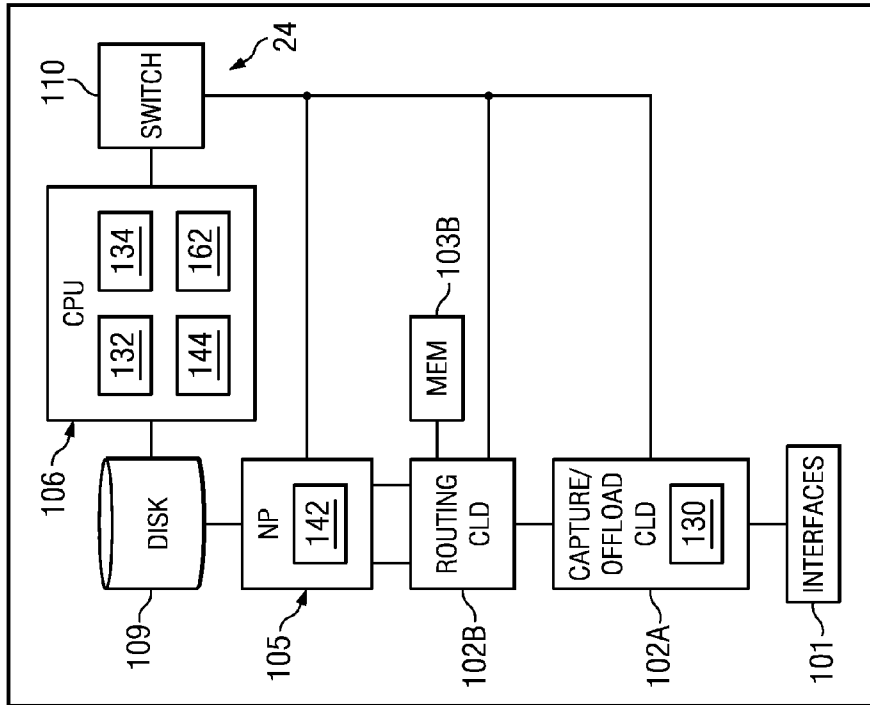 109
DISK
106
CPU
132
134
144
162
110
SWITCH
24
105
NP
142
102B
ROUTING
CLD
MEM
103B
102A
CAPTURE/
OFFLOAD
CLD
130
101
INTERFACES